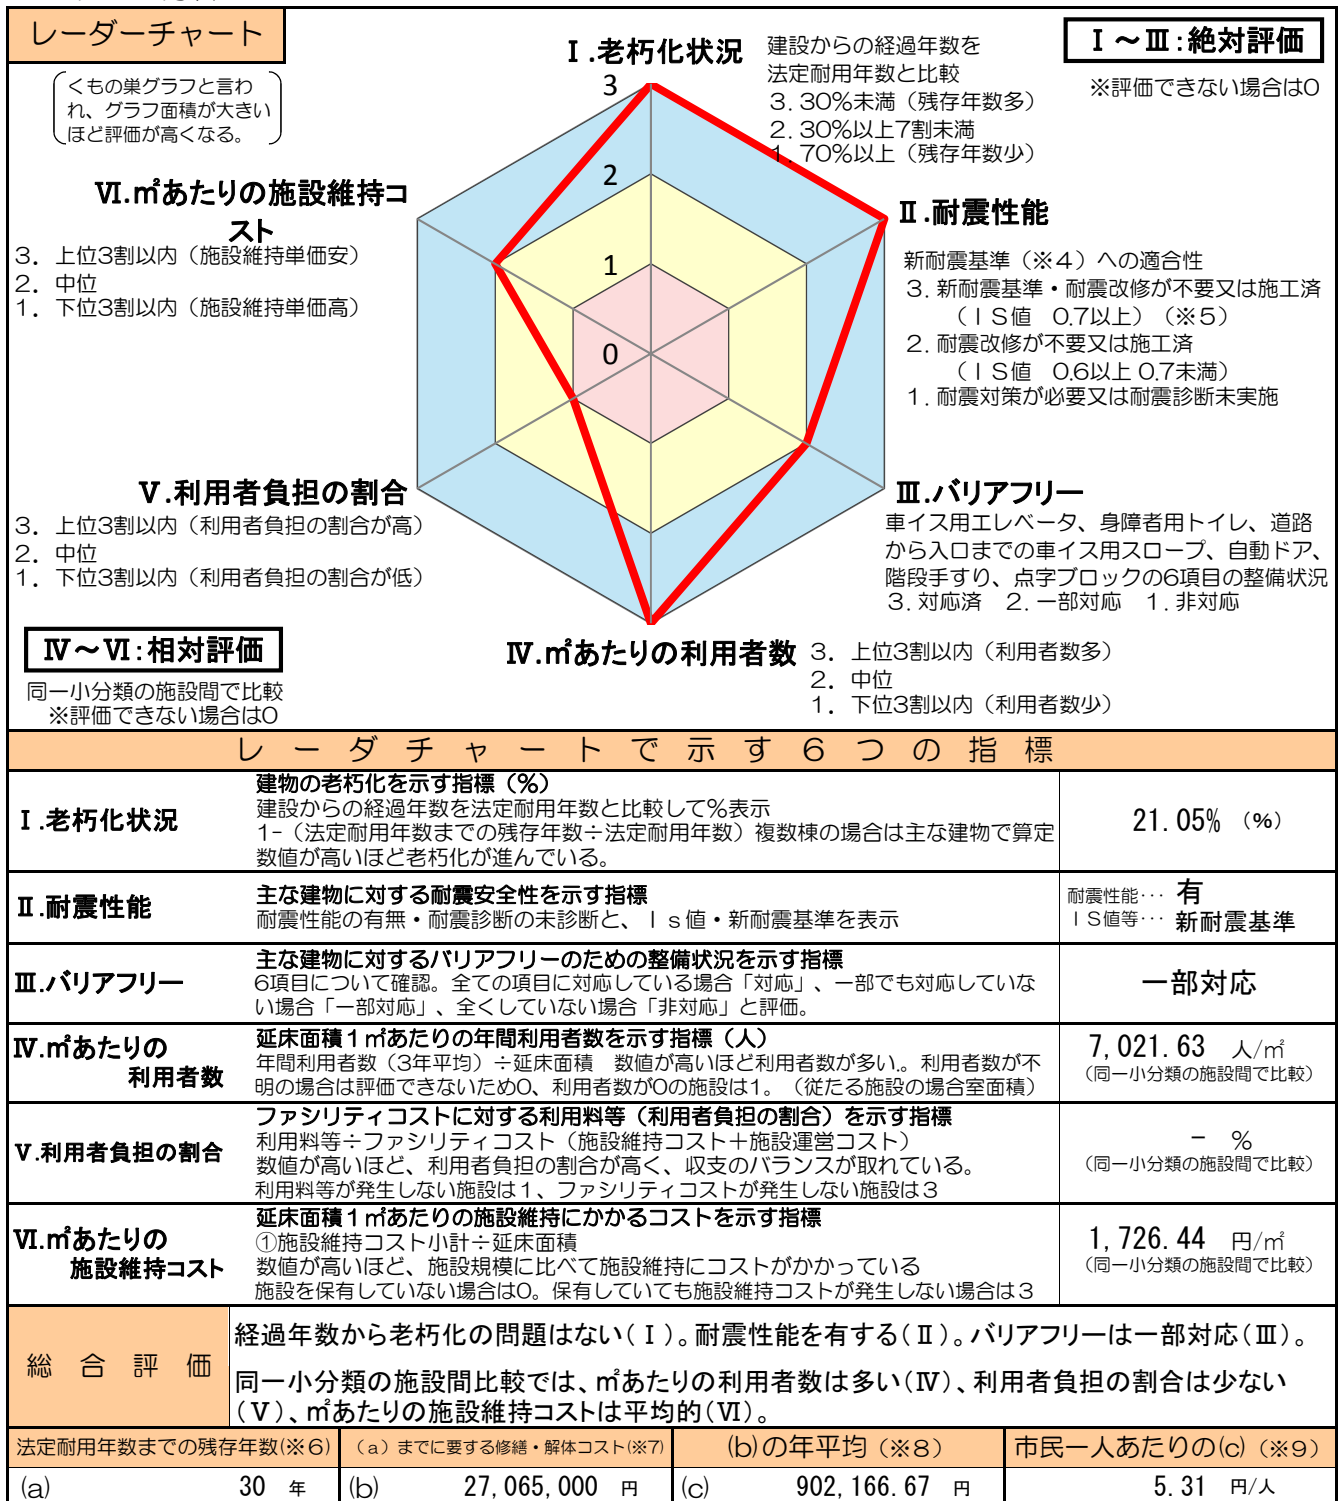 レーダーチャート
くもの巣グラフと言わ
れ、グラフ面積が大きい
ほど評価が高くなる。
Ⅰ～Ⅲ:絶対評価
※評価できない場合は0
Ⅰ.老朽化状況
建設からの経過年数を
法定耐用年数と比較
3. 30%未満（残存年数多）
2. 30%以上7割未満
1. 70%以上（残存年数少）
3
2
1
0
Ⅱ.耐震性能
新耐震基準（※4）への適合性
3. 新耐震基準・耐震改修が不要又は施工済
（ＩＳ値　0.7以上）（※5）
2. 耐震改修が不要又は施工済
（ＩＳ値　0.6以上 0.7未満）
1. 耐震対策が必要又は耐震診断未実施
Ⅵ.㎡あたりの施設維持コ
スト
3. 上位3割以内（施設維持単価安）
2. 中位
1. 下位3割以内（施設維持単価高）
Ⅴ.利用者負担の割合
3. 上位3割以内（利用者負担の割合が高）
2. 中位
1. 下位3割以内（利用者負担の割合が低）
Ⅲ.バリアフリー
車イス用エレベータ、身障者用トイレ、道路
から入口までの車イス用スロープ、自動ドア、
階段手すり、点字ブロックの6項目の整備状況
3. 対応済　2. 一部対応　1. 非対応
Ⅳ～Ⅵ:相対評価
同一小分類の施設間で比較
※評価できない場合は0
Ⅳ.㎡あたりの利用者数
3. 上位3割以内（利用者数多）
2. 中位
1. 下位3割以内（利用者数少）
レーダチャートで示す６つの指標
Ⅰ.老朽化状況
建物の老朽化を示す指標（%）
建設からの経過年数を法定耐用年数と比較して%表示
1-（法定耐用年数までの残存年数÷法定耐用年数）複数棟の場合は主な建物で算定
数値が高いほど老朽化が進んでいる。
21.05%（%）
Ⅱ.耐震性能
主な建物に対する耐震安全性を示す指標
耐震性能の有無・耐震診断の未診断と、Ｉｓ値・新耐震基準を表示
耐震性能…　有
ＩＳ値等…　新耐震基準
Ⅲ.バリアフリー
主な建物に対するバリアフリーのための整備状況を示す指標
6項目について確認。全ての項目に対応している場合「対応」、一部でも対応していな
い場合「一部対応」、全くしていない場合「非対応」と評価。
一部対応
Ⅳ.㎡あたりの
利用者数
延床面積１㎡あたりの年間利用者数を示す指標（人）
年間利用者数（3年平均）÷延床面積　数値が高いほど利用者数が多い。利用者数が不
明の場合は評価できないため0、利用者数が0の施設は1。（従たる施設の場合室面積）
7,021.63　人/㎡
（同一小分類の施設間で比較）
Ⅴ.利用者負担の割合
ファシリティコストに対する利用料等（利用者負担の割合）を示す指標
利用料等÷ファシリティコスト（施設維持コスト＋施設運営コスト）
数値が高いほど、利用者負担の割合が高く、収支のバランスが取れている。
利用料等が発生しない施設は１、ファシリティコストが発生しない施設は３
-　%
（同一小分類の施設間で比較）
Ⅵ.㎡あたりの
施設維持コスト
延床面積１㎡あたりの施設維持にかかるコストを示す指標
①施設維持コスト小計÷延床面積
数値が高いほど、施設規模に比べて施設維持にコストがかかっている
施設を保有していない場合は0。保有していても施設維持コストが発生しない場合は３
1,726.44　円/㎡
（同一小分類の施設間で比較）
総合評価
経過年数から老朽化の問題はない(Ⅰ)。耐震性能を有する(Ⅱ)。バリアフリーは一部対応(Ⅲ)。
同一小分類の施設間比較では、㎡あたりの利用者数は多い(Ⅳ)、利用者負担の割合は少ない
(Ⅴ)、㎡あたりの施設維持コストは平均的(Ⅵ)。
法定耐用年数までの残存年数(※６)
（a）までに要する修繕・解体コスト(※7)
(b)の年平均（※８）
市民一人あたりの(c)（※９）
(a)　30　年
(b)　27,065,000　円
(c)　902,166.67　円
5.31　円/人